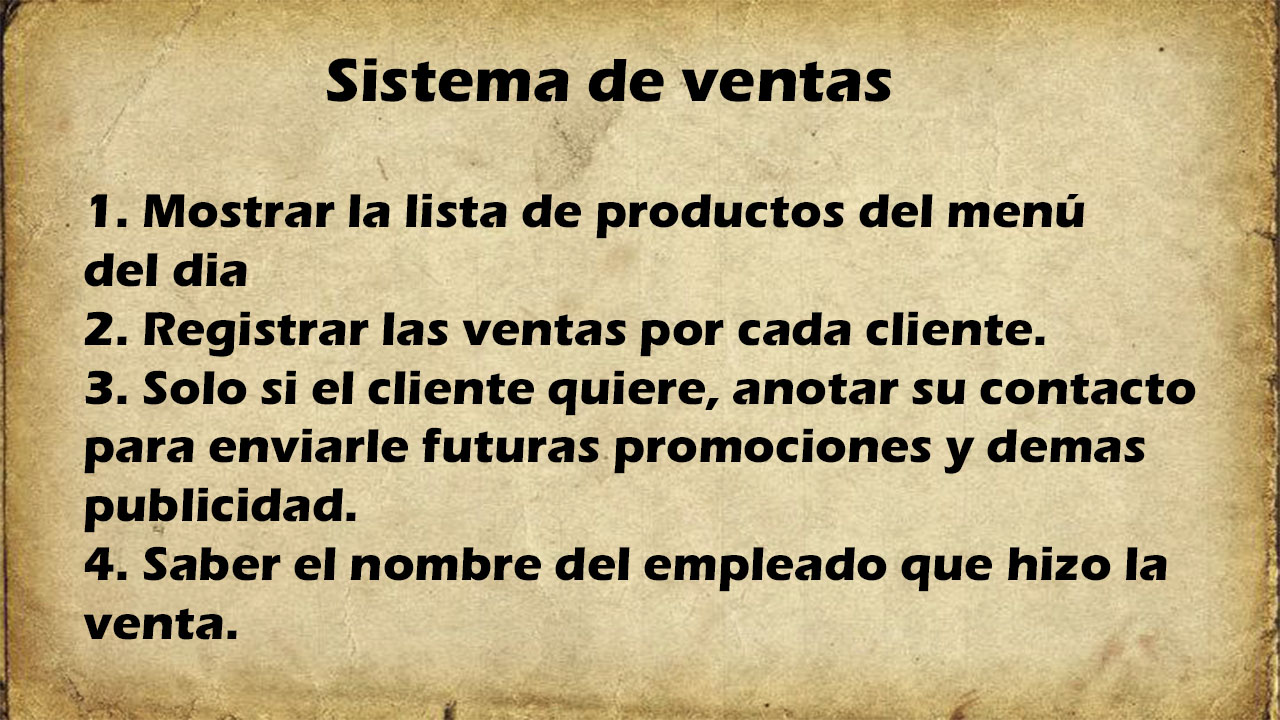 Sistema de ventas
1. Mostrar la lista de productos del menú
del dia
2. Registrar las ventas por cada cliente.
3. Solo si el cliente quiere, anotar su contacto
para enviarle futuras promociones y demas
publicidad.
4. Saber el nombre del empleado que hizo la
venta.